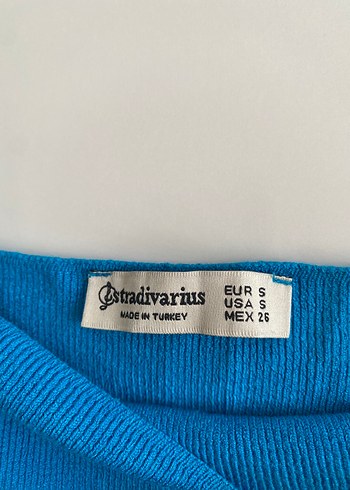 Stradivarius
MADE IN TURKEY
EUR S
USA S
MEX 26